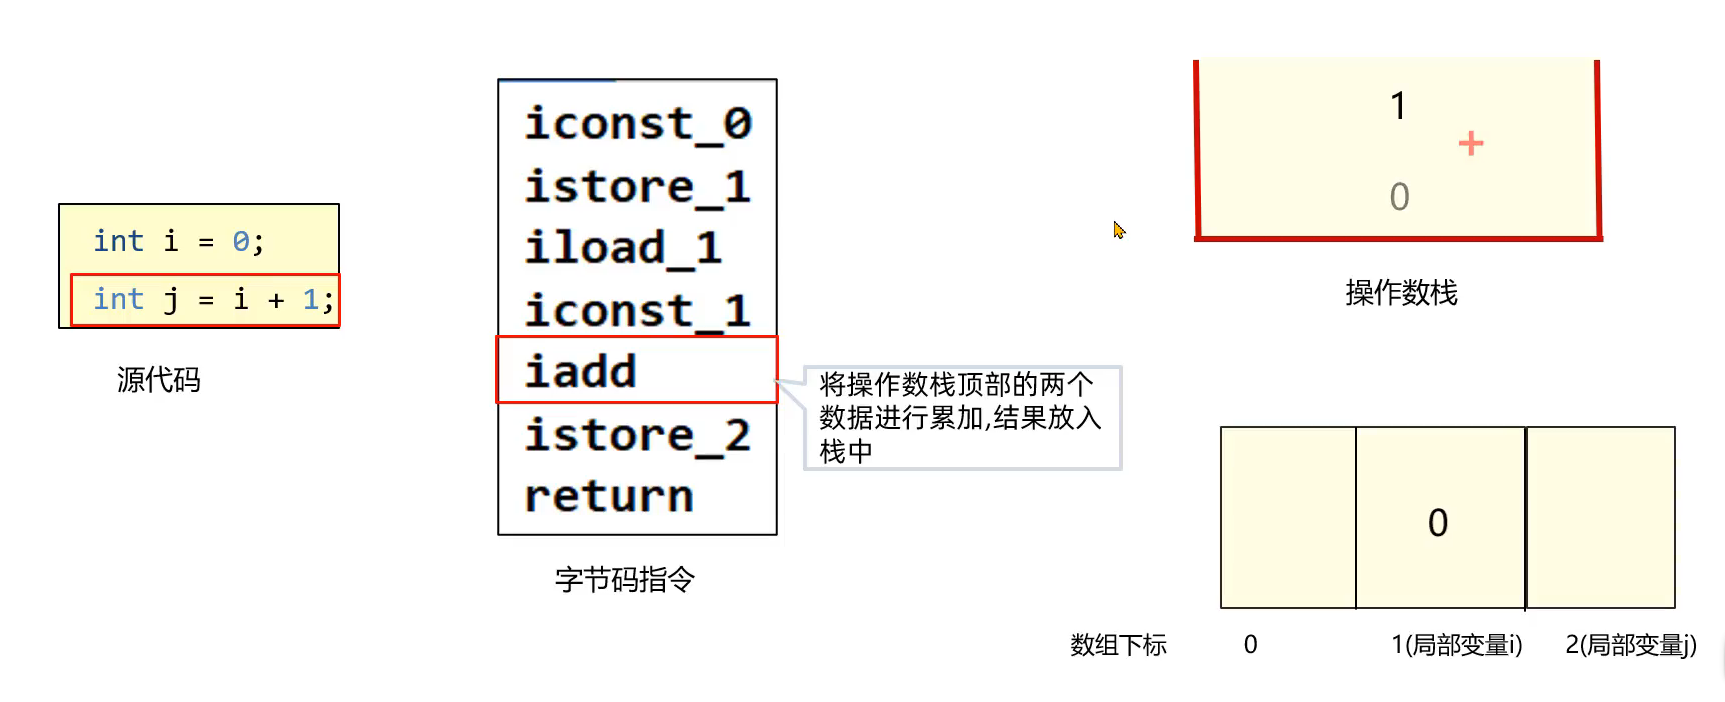 int i = 0;
int j = i + 1;
源代码
iconst_0
istore_1
iload_1
iconst_1
iadd
istore_2
return
字节码指令
将操作数栈顶部的两个
数据进行累加,结果放入
栈中
1
+
0
操作数栈
0
数组下标 0 1(局部变量i) 2(局部变量j)